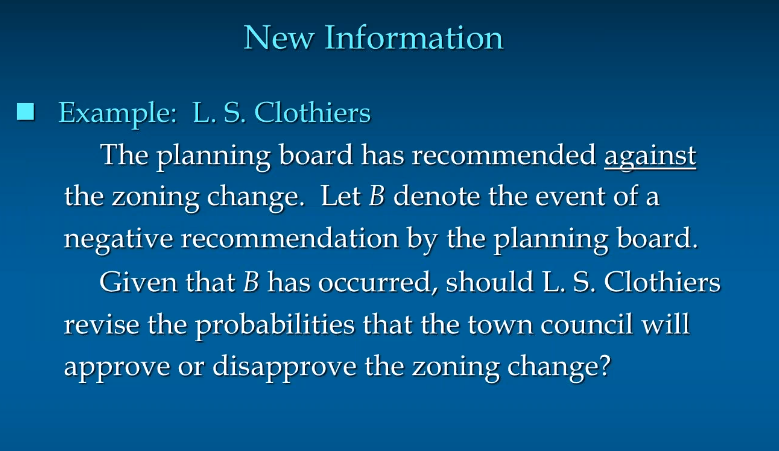 New Information
Example: L. S. Clothiers
The planning board has recommended against
the zoning change. Let B denote the event of a
negative recommendation by the planning board.
Given that B has occurred, should L. S. Clothiers
revise the probabilities that the town council will
approve or disapprove the zoning change?